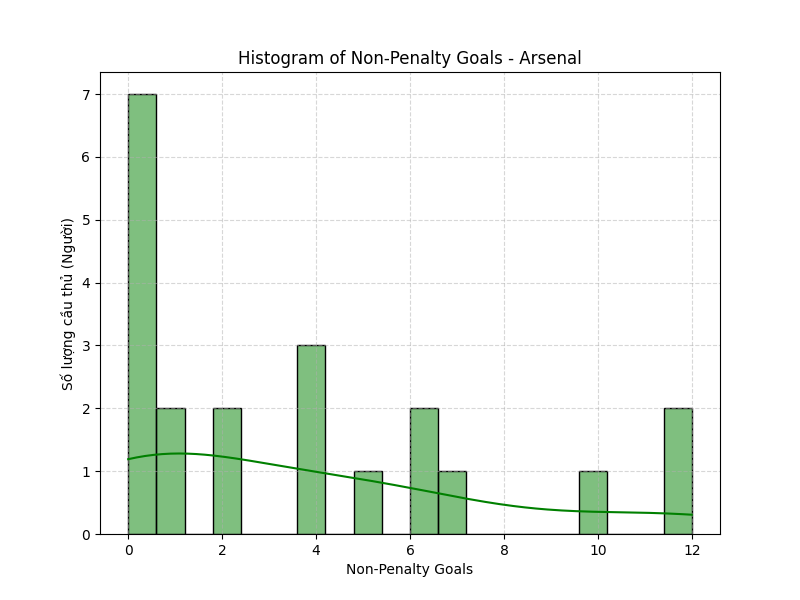 Histogram of Non-Penalty Goals - Arsenal
Số lượng cầu thủ (Người)
7
6
5
4
3
2
1
0
0 2 4 6 8 10 12
Non-Penalty Goals